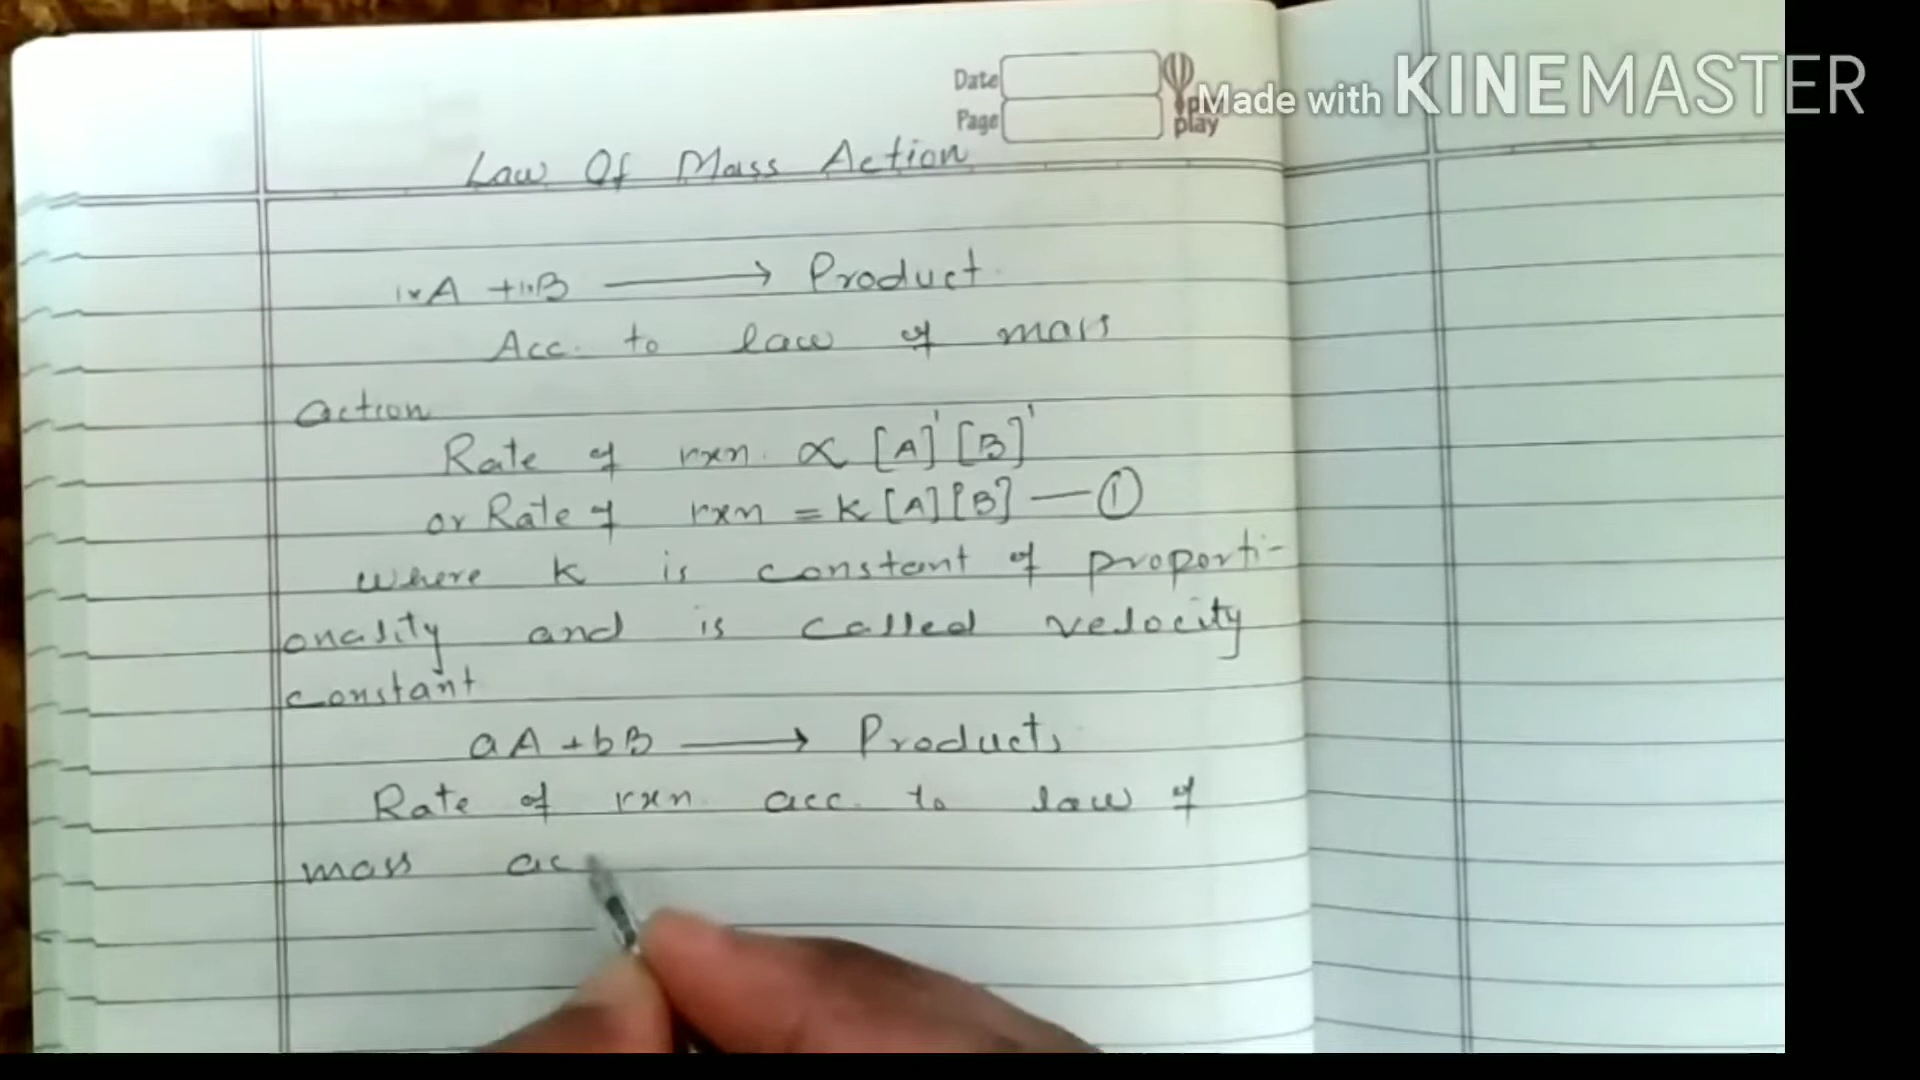 Date
Page
play
Made with KINEMASTER
Law Of Mass Action
A + B ⟶ Product
Acc. to law of mass
action
Rate of rxn. ∝ [A]¹[B]¹
or Rate of rxn = k[A][B] — ①
where k is constant of proporti-
onality and is called velocity
constant
aA + bB ⟶ Products
Rate of rxn. acc. to law of
mass ac